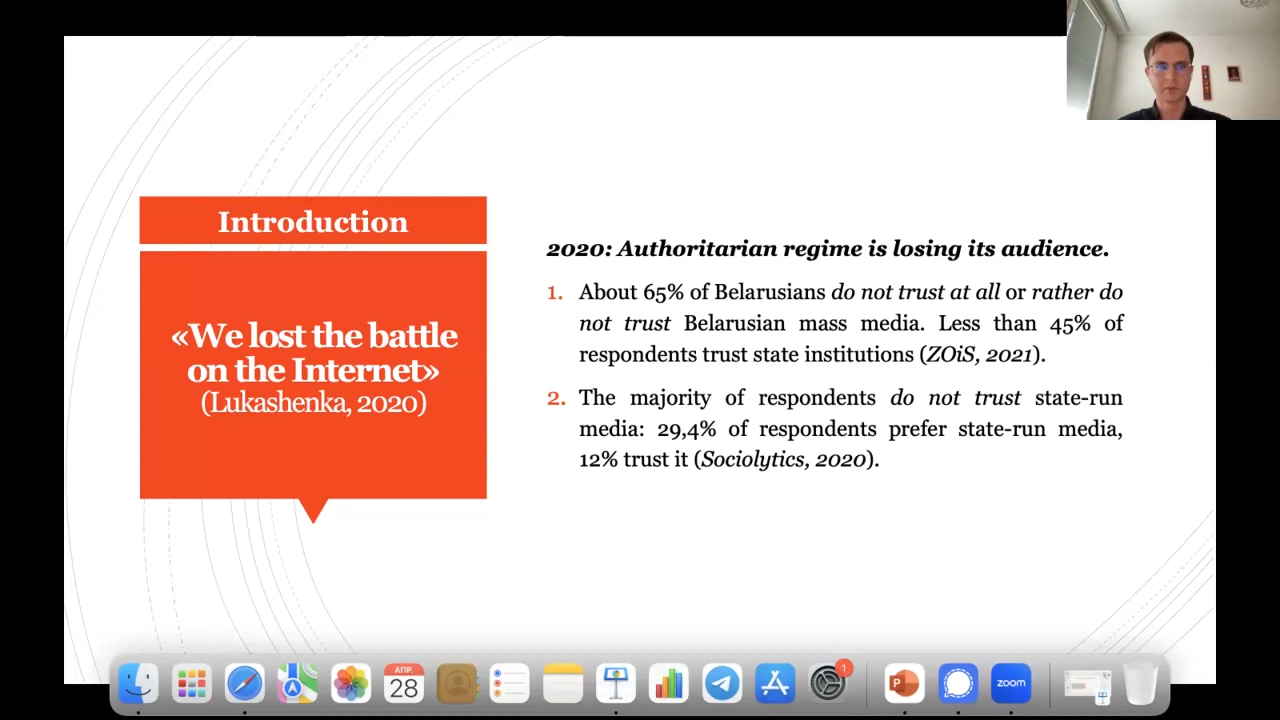 Introduction
«We lost the battle
on the Internet»
(Lukashenka, 2020)
2020: Authoritarian regime is losing its audience.
1. About 65% of Belarusians do not trust at all or rather do
not trust Belarusian mass media. Less than 45% of
respondents trust state institutions (ZOiS, 2021).
2. The majority of respondents do not trust state-run
media: 29,4% of respondents prefer state-run media,
12% trust it (Sociolytics, 2020).
АПР.
28
1
zoom